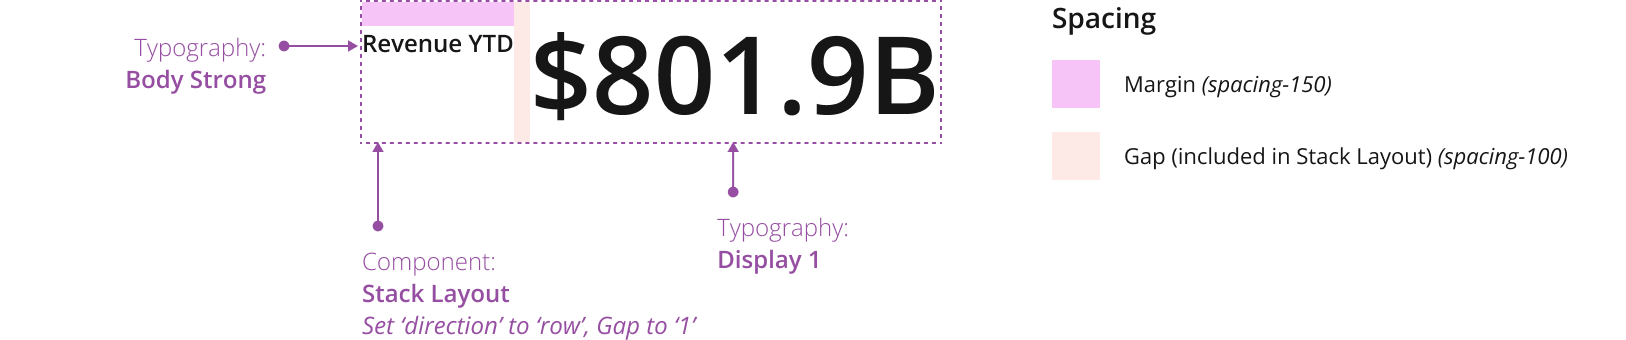 Typography:
Body Strong
Revenue YTD
$801.9B
Component:
Stack Layout
Set ‘direction’ to ‘row’, Gap to ‘1’
Typography:
Display 1
Spacing
Margin (spacing-150)
Gap (included in Stack Layout) (spacing-100)